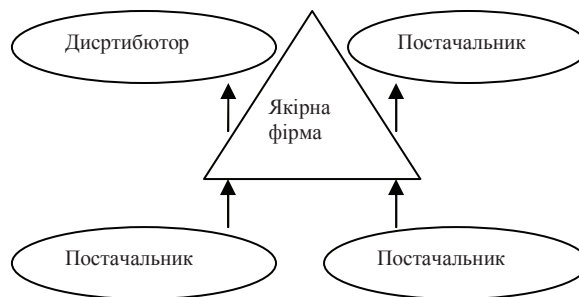 Дисртибютор
Постачальник
Якірна
фірма
Постачальник
Постачальник